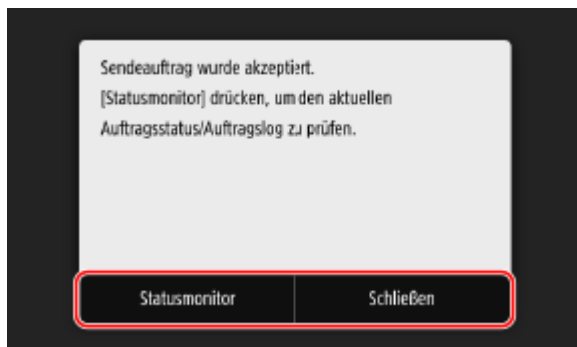 Sendeauftrag wurde akzeptiert.
[Statusmonitor] drücken, um den aktuellen
Auftragsstatus/Auftragslog zu prüfen.
Statusmonitor
Schließen